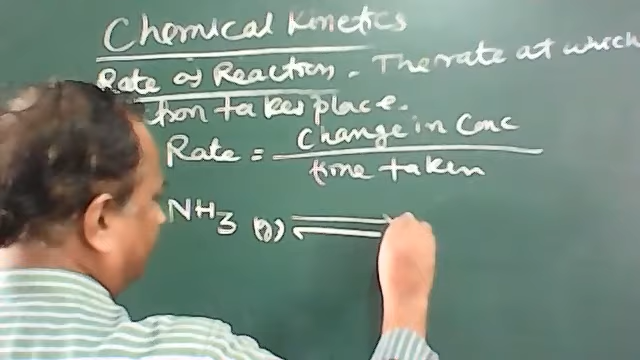 Chemical Kinetics
Rate of Reaction - The rate at which
tion takes place.
Rate = Change in Conc
time taken
NH3 (g) ⇌